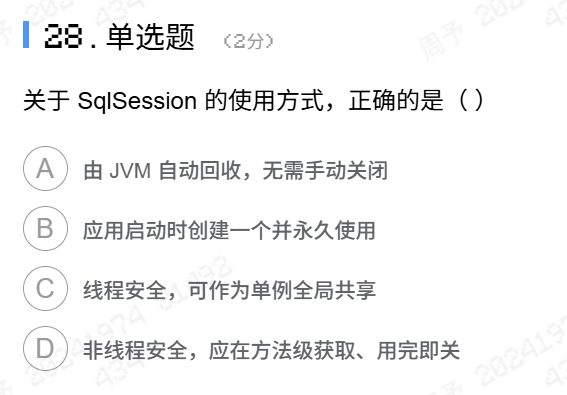 28.单选题 (2分)
关于 SqlSession 的使用方式，正确的是（ ）
A 由 JVM 自动回收，无需手动关闭
B 应用启动时创建一个并永久使用
C 线程安全，可作为单例全局共享
D 非线程安全，应在方法级获取、用完即关